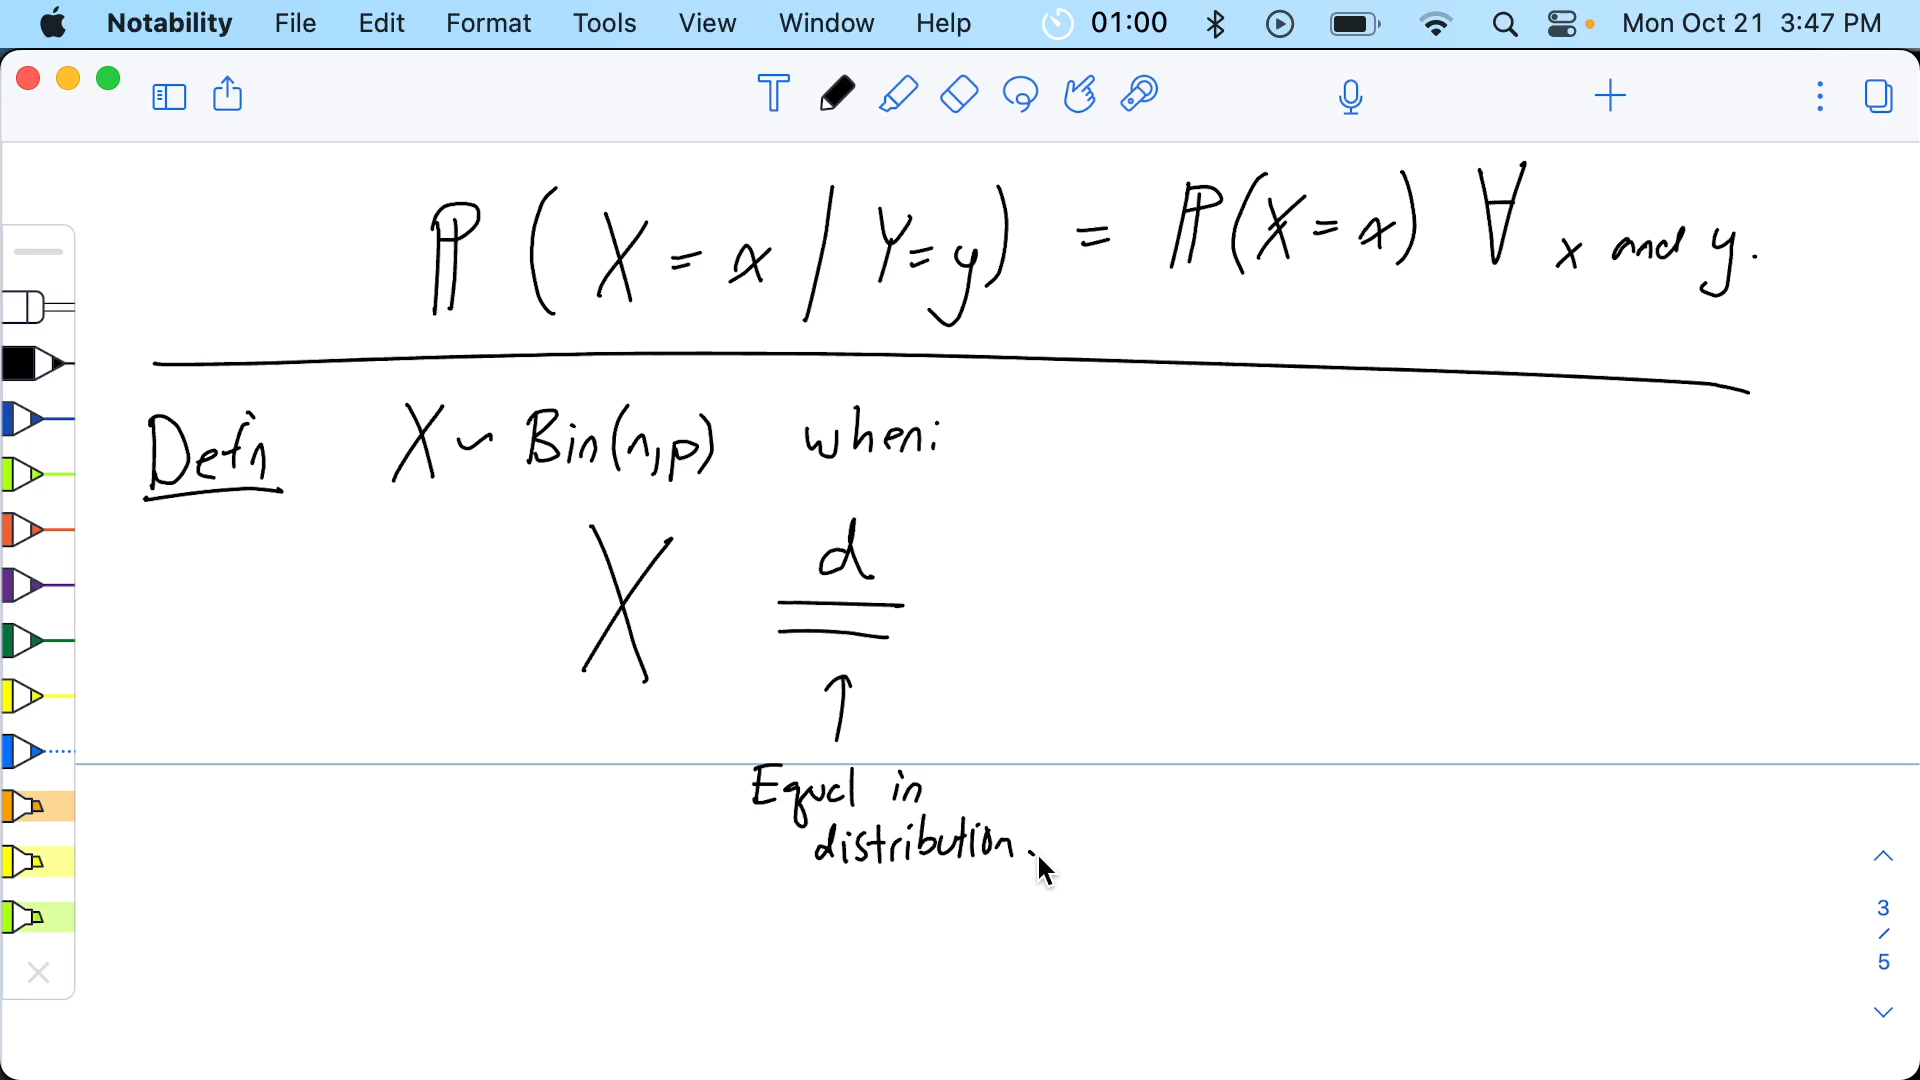 Notability File Edit Format Tools View Window Help 01:00 Mon Oct 21 3:47 PM
ℙ ( X = x / Y = y ) = ℙ(X = x) ∀ x and y.
Defn X ~ Bin(n,p) when:
X d
=
↑
Equal in
distribution.
3
/
5